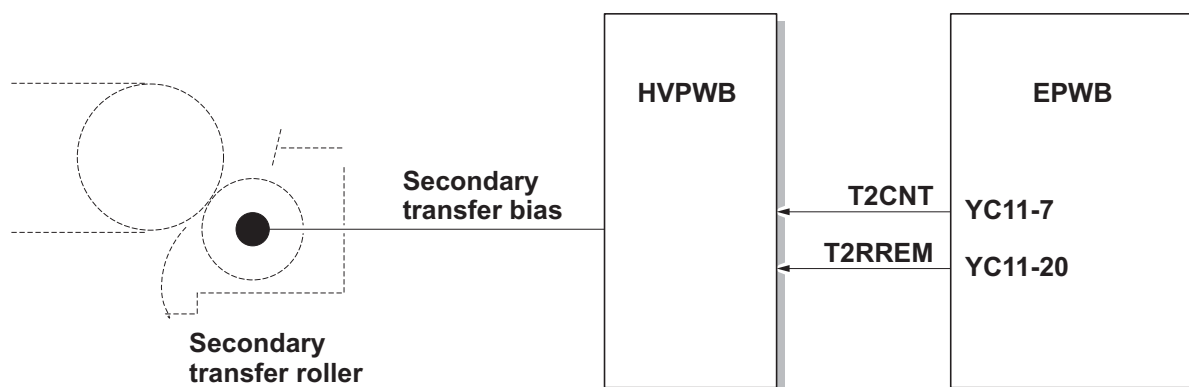 HVPWB
EPWB
Secondary
transfer bias
T2CNT
YC11-7
T2RREM
YC11-20
Secondary
transfer roller